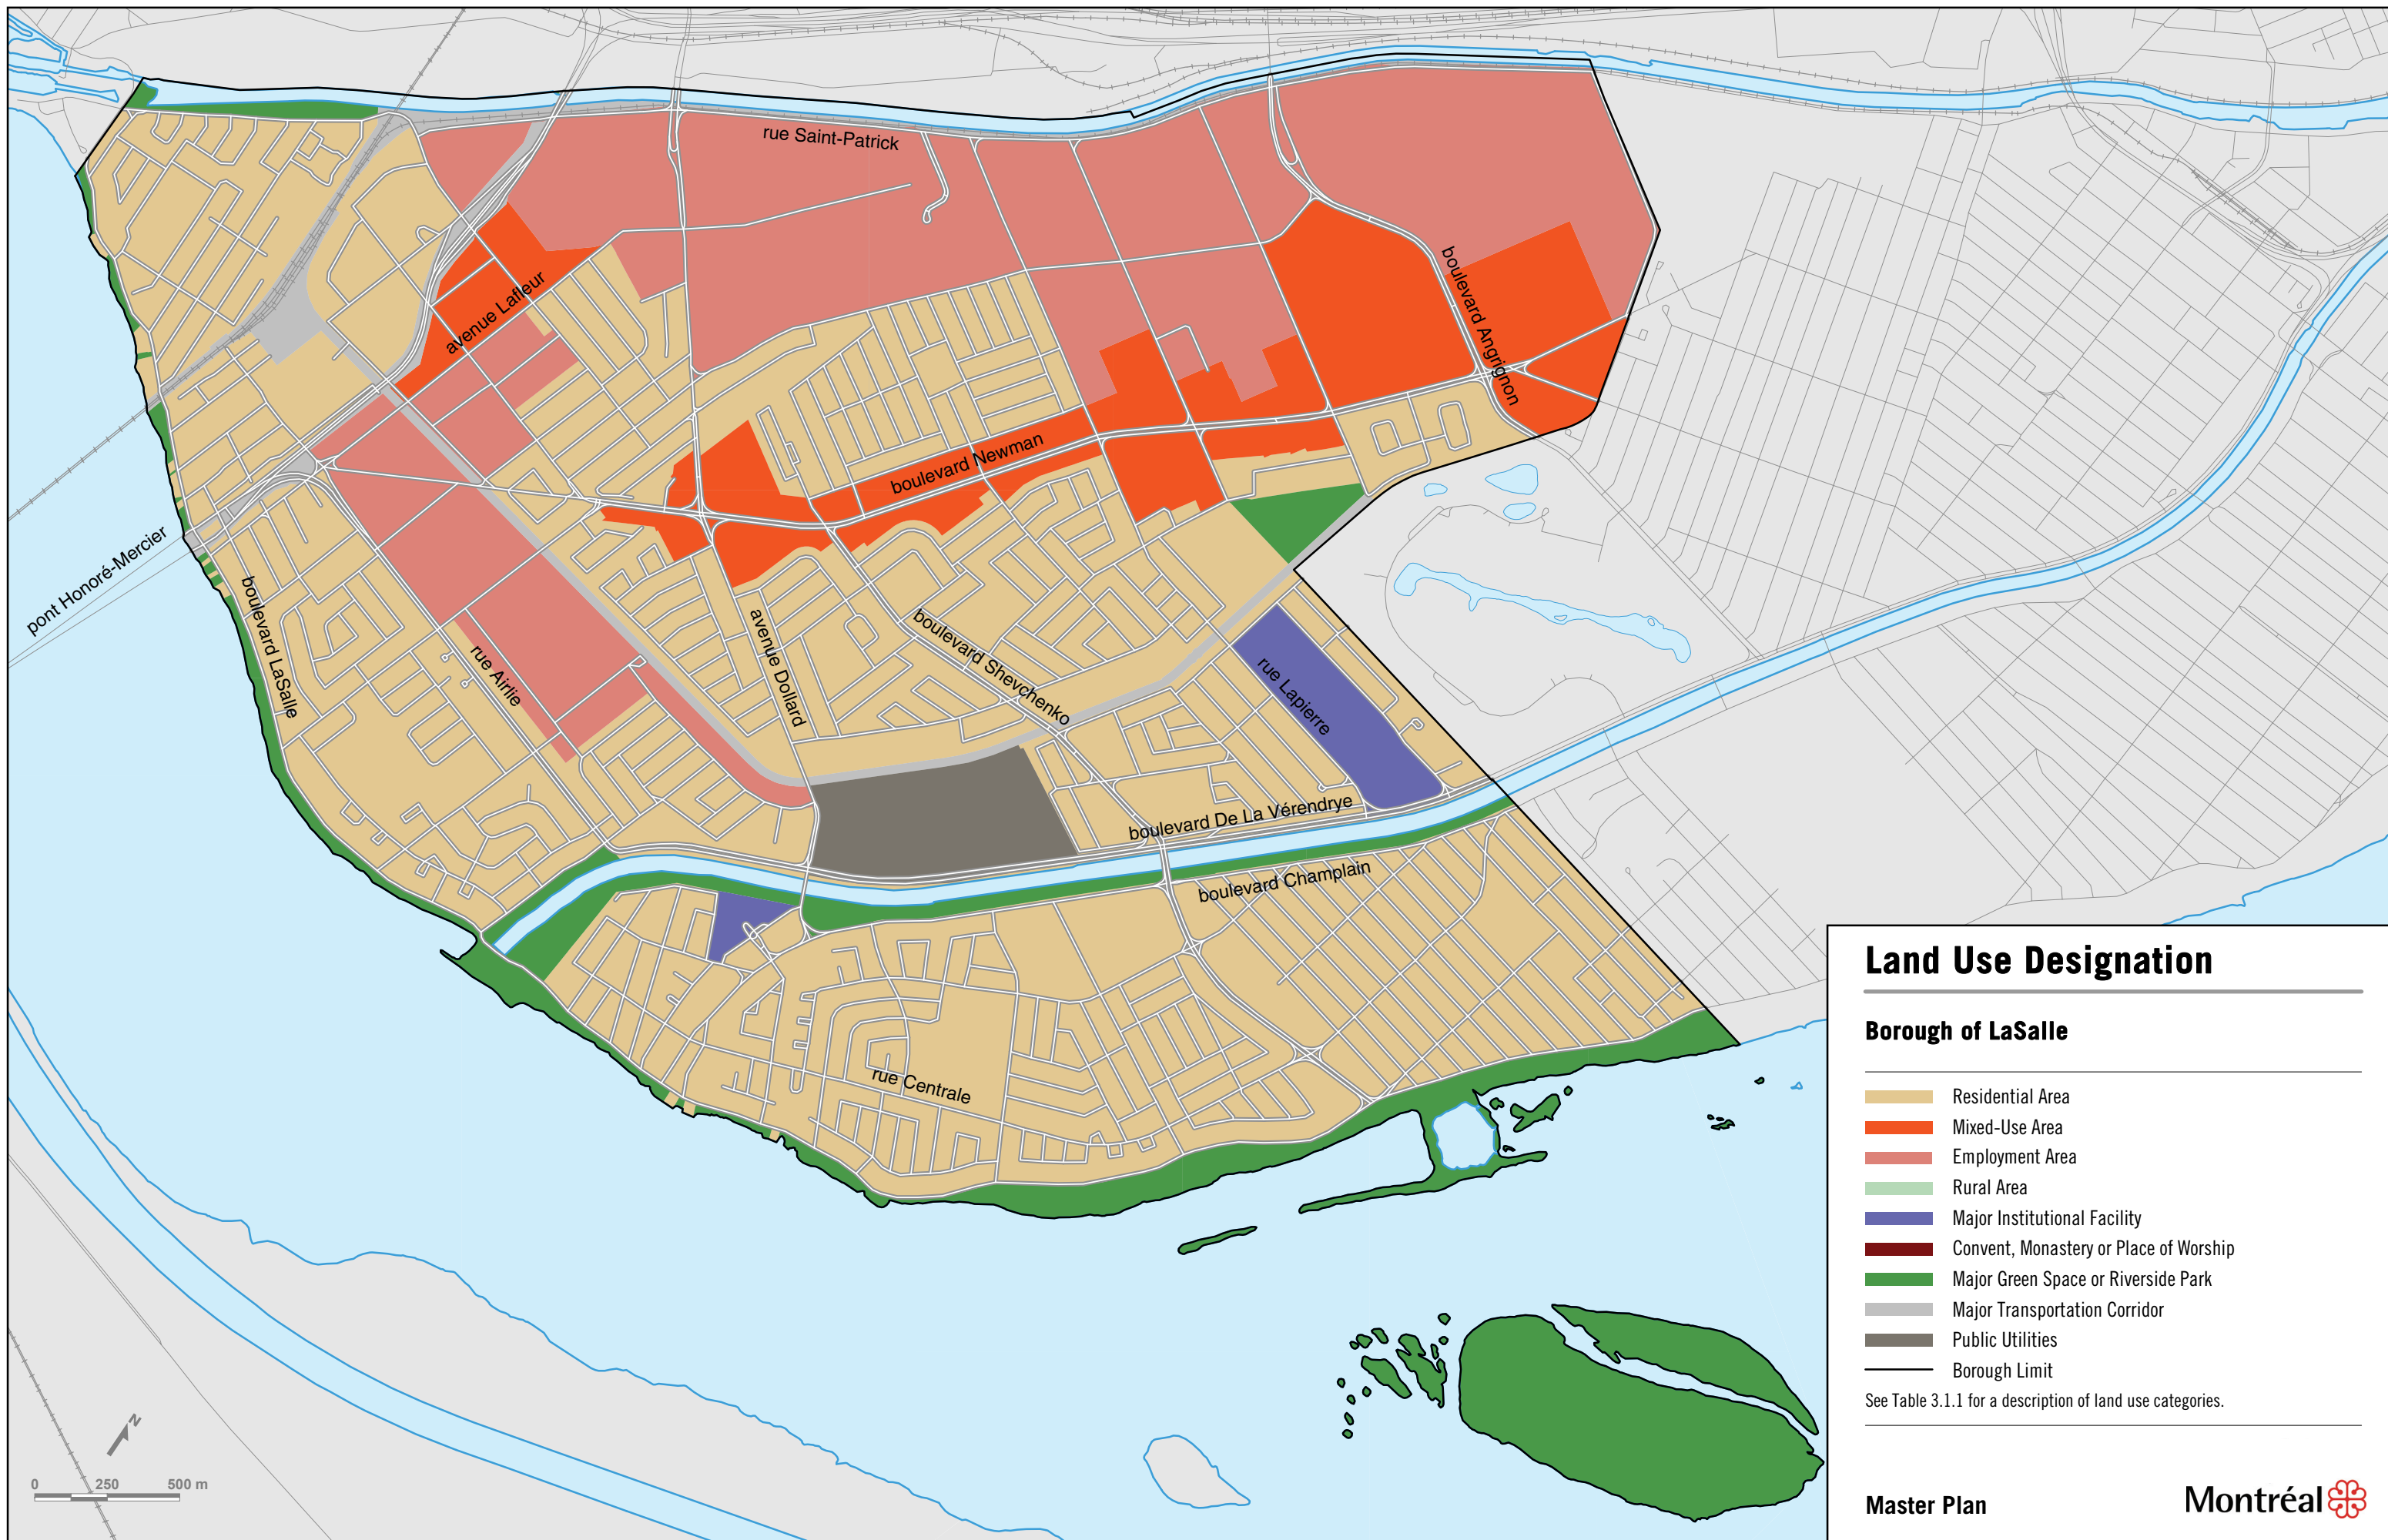 rue Saint-Patrick
avenue Lafleur
boulevard Angrignon
boulevard Newman
pont Honoré-Mercier
boulevard LaSalle
rue Airlie
avenue Dollard
boulevard Shevchenko
rue Lapierre
boulevard De La Vérendrye
boulevard Champlain
rue Centrale
N
0 250 500 m
Land Use Designation
Borough of LaSalle
Residential Area
Mixed-Use Area
Employment Area
Rural Area
Major Institutional Facility
Convent, Monastery or Place of Worship
Major Green Space or Riverside Park
Major Transportation Corridor
Public Utilities
Borough Limit
See Table 3.1.1 for a description of land use categories.
Master Plan
Montréal